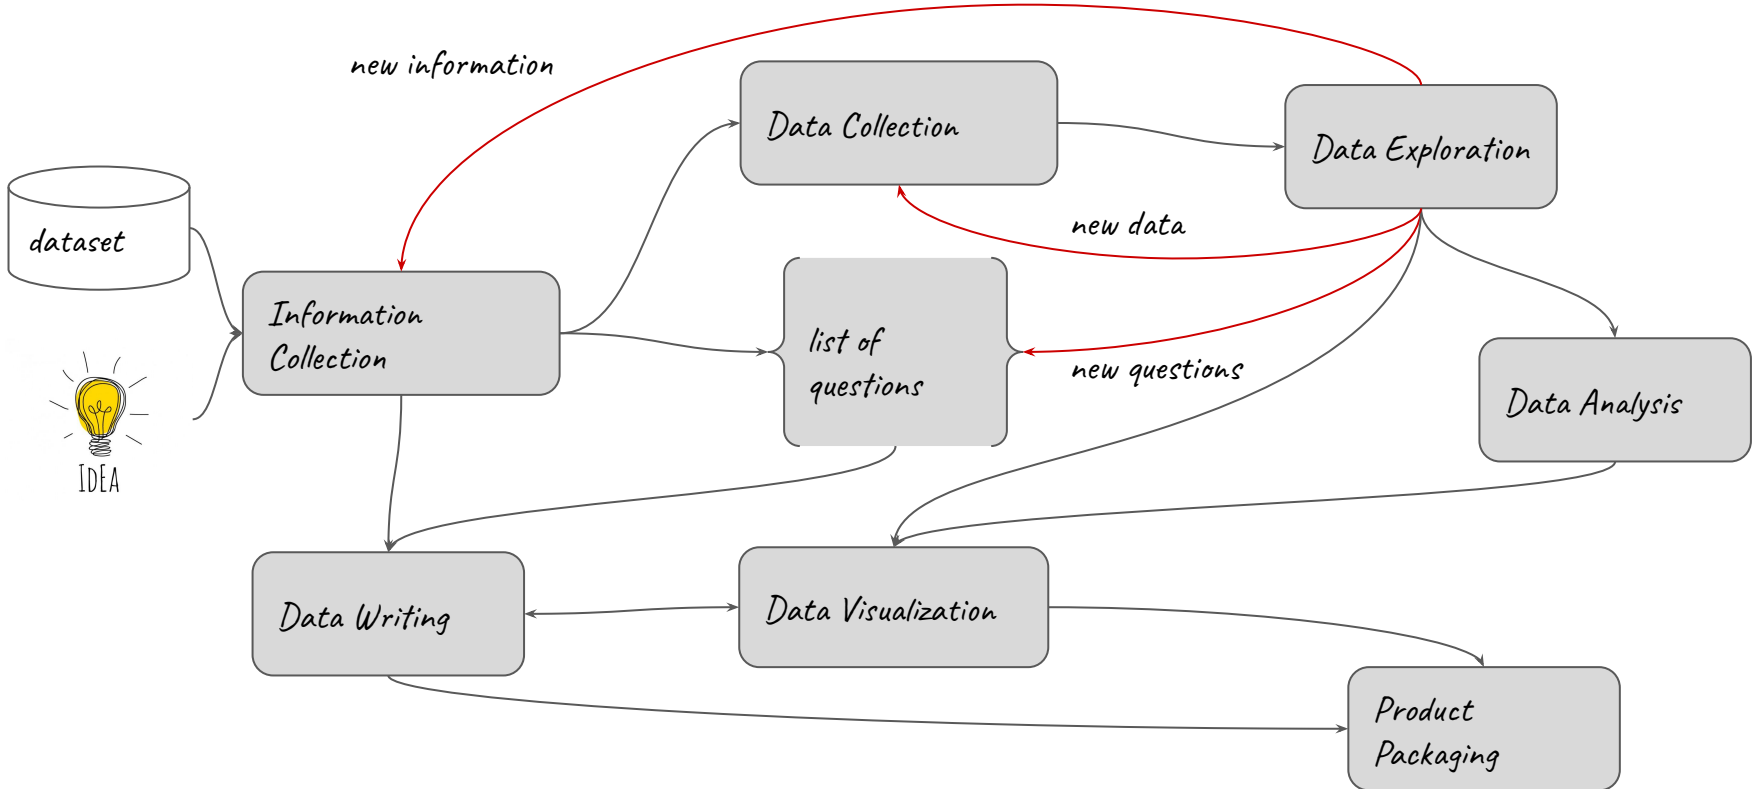 new information
Data Collection
Data Exploration
dataset
new data
Information
Collection
list of
questions
new questions
Data Analysis
IDEA
Data Writing
Data Visualization
Product
Packaging